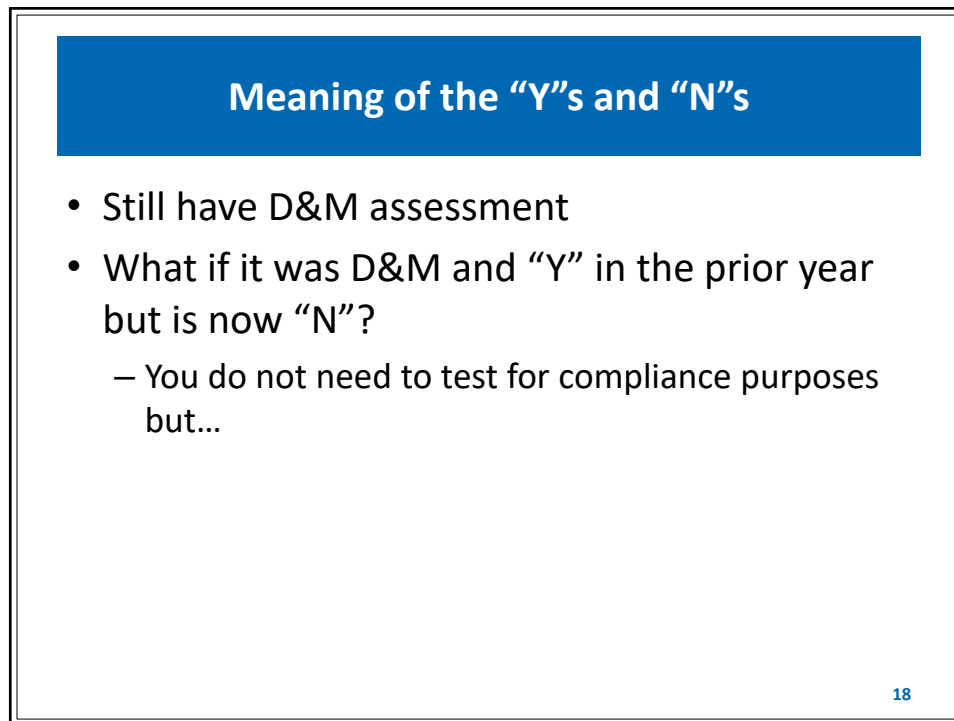 Meaning of the “Y”s and “N”s
• Still have D&M assessment
• What if it was D&M and “Y” in the prior year
but is now “N”?
– You do not need to test for compliance purposes
but…
18